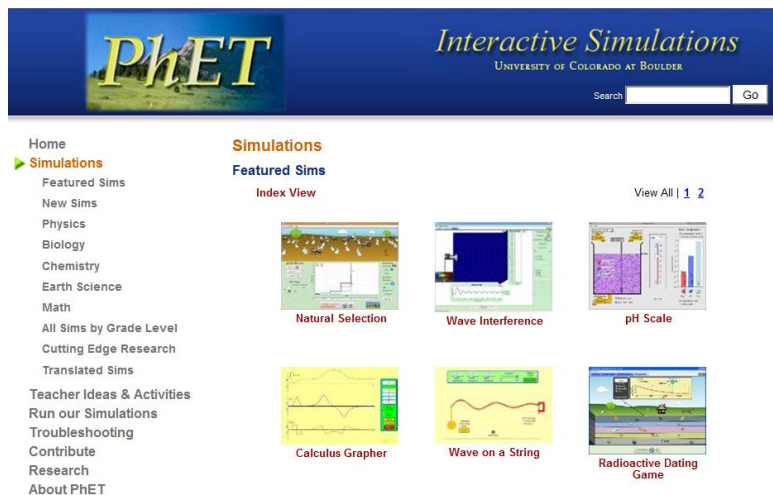 PhET
Interactive Simulations
UNIVERSITY OF COLORADO AT BOULDER
Search Go
Home
Simulations
Featured Sims
New Sims
Physics
Biology
Chemistry
Earth Science
Math
All Sims by Grade Level
Cutting Edge Research
Translated Sims
Teacher Ideas & Activities
Run our Simulations
Troubleshooting
Contribute
Research
About PhET
Simulations
Featured Sims
Index View
View All | 1 2
Natural Selection
Wave Interference
pH Scale
Calculus Grapher
Wave on a String
Radioactive Dating
Game